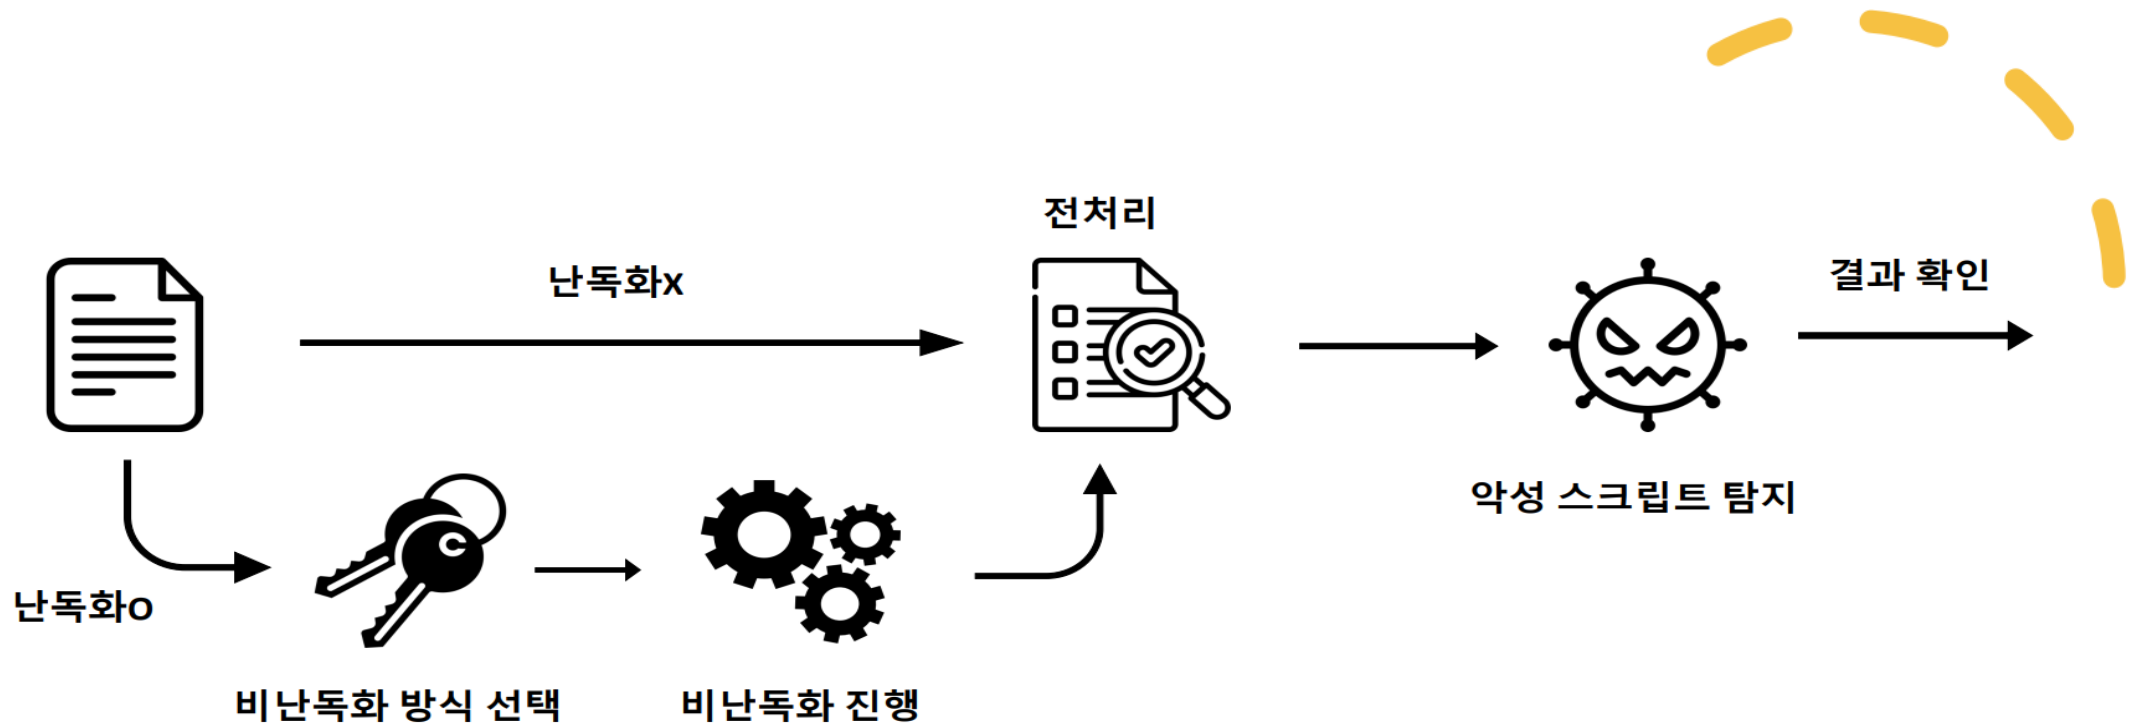 전처리
난독화x
결과 확인
악성 스크립트 탐지
난독화o
비난독화 방식 선택
비난독화 진행